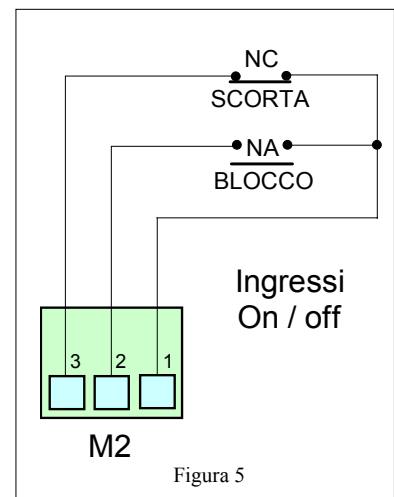 NC
SCORTA
NA
BLOCCO
Ingressi
On / off
3 2 1
M2
Figura 5